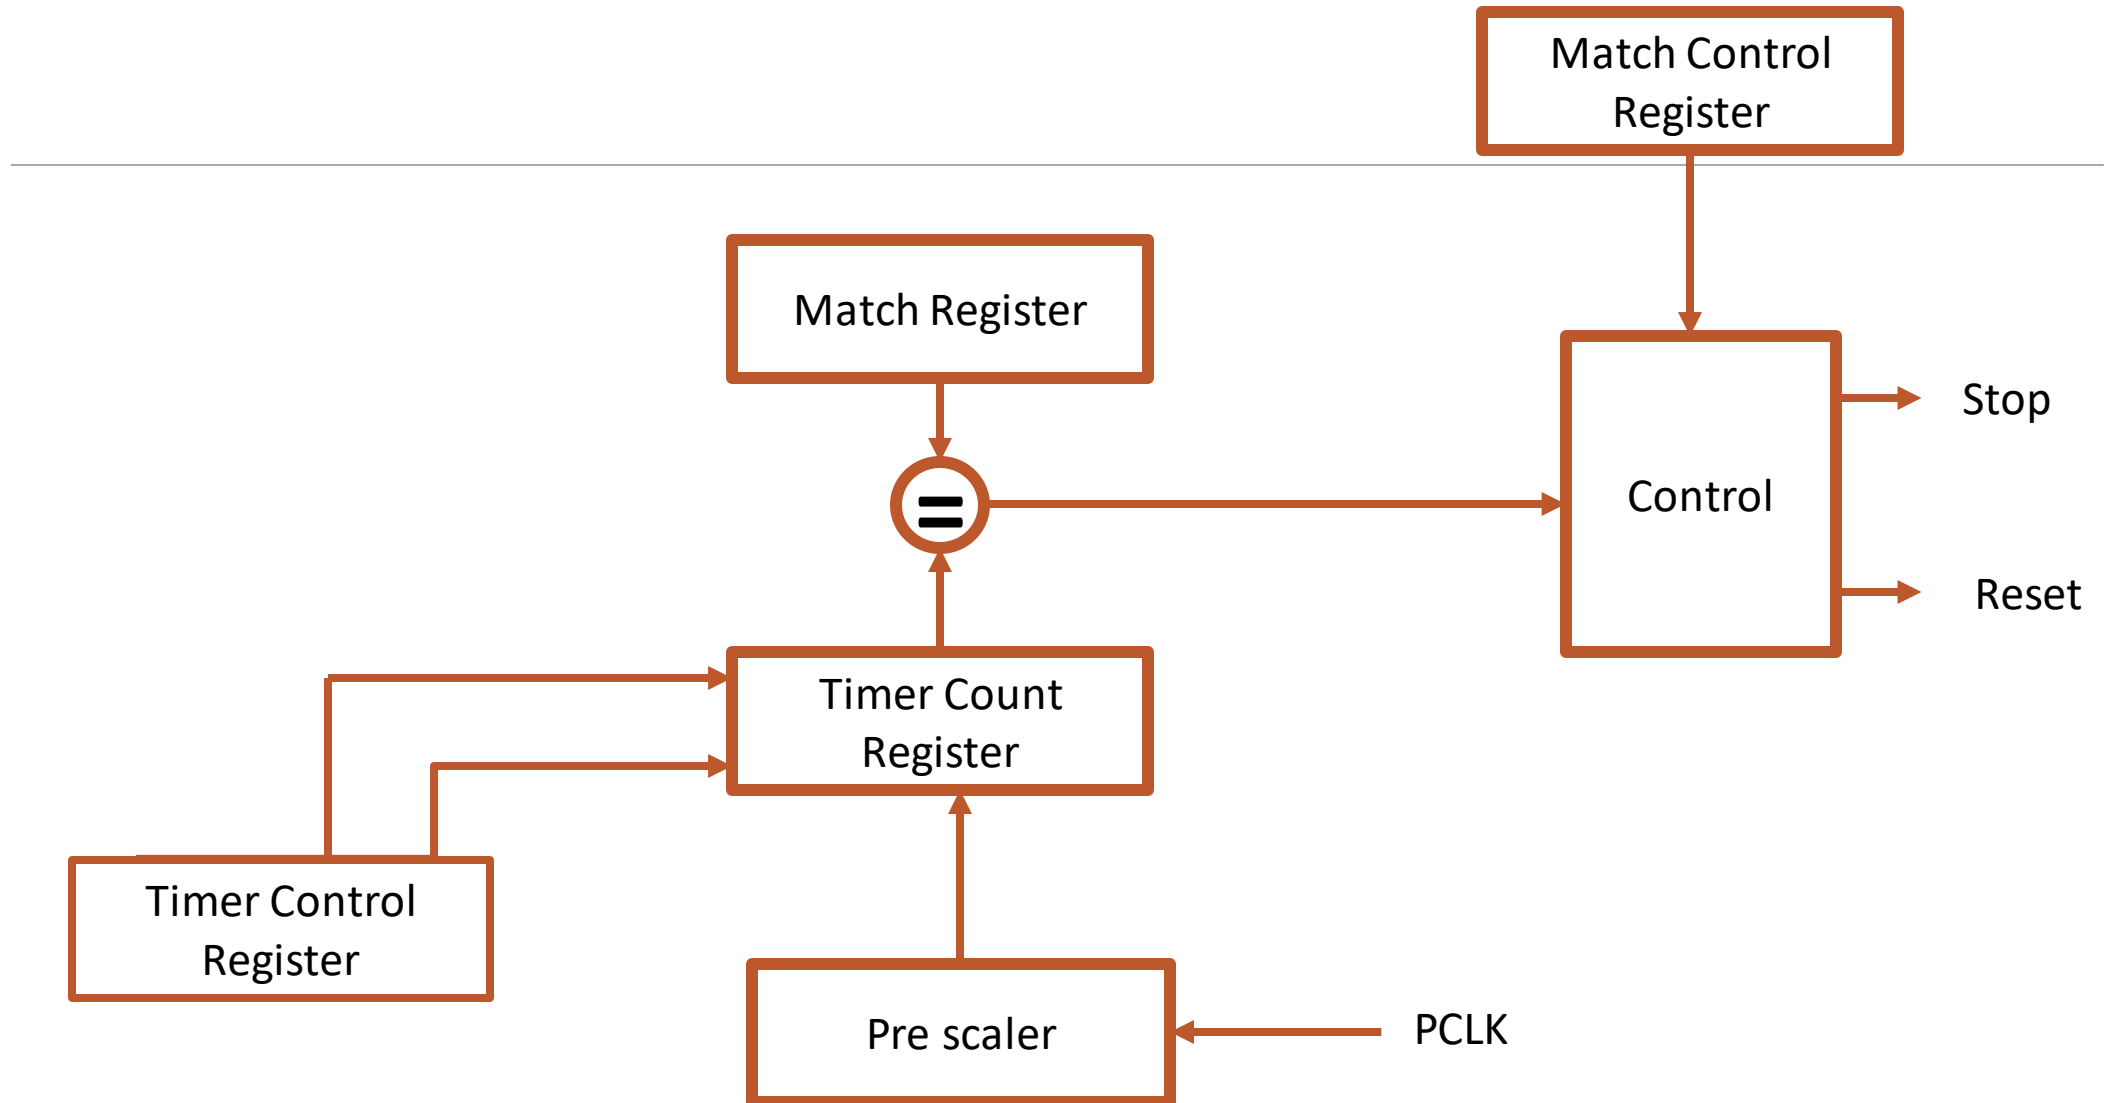 Match Control
Register
Match Register
Stop
=
Control
Reset
Timer Count
Register
Timer Control
Register
Pre scaler
PCLK